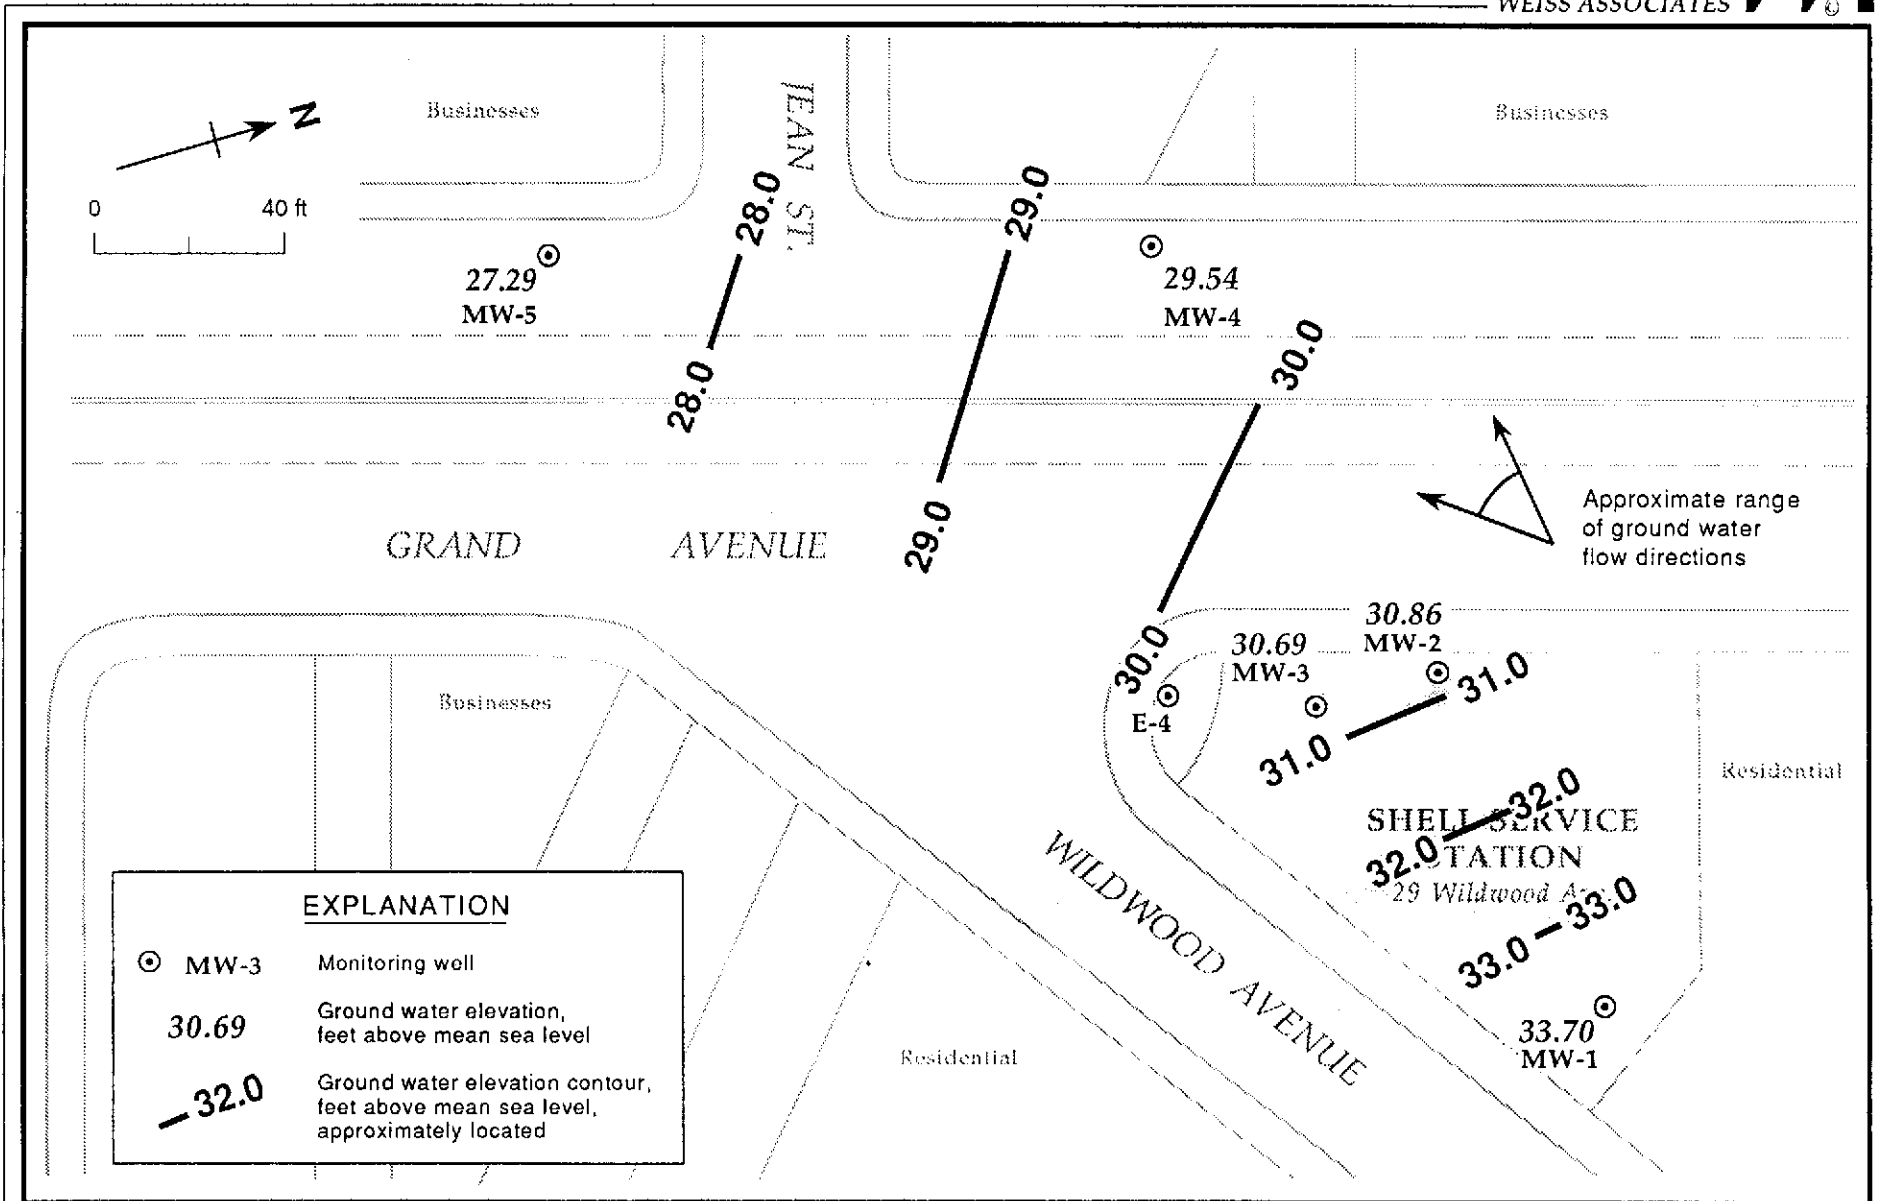 WEISS ASSOCIATES
Businesses
JEAN ST.
Businesses
N
0 40 ft
28.0
29.0
27.29
MW-5
29.54
MW-4
30.0
28.0
29.0
GRAND AVENUE
Approximate range
of ground water
flow directions
30.0
30.86
MW-2
30.69
MW-3
31.0
E-4
31.0
Businesses
Residential
32.0
SHELL SERVICE
STATION
32.0
29 Wildwood
33.0
33.0
WILDWOOD AVENUE
33.70
MW-1
Residential
EXPLANATION
MW-3 Monitoring well
30.69 Ground water elevation,
feet above mean sea level
32.0 Ground water elevation contour,
feet above mean sea level,
approximately located